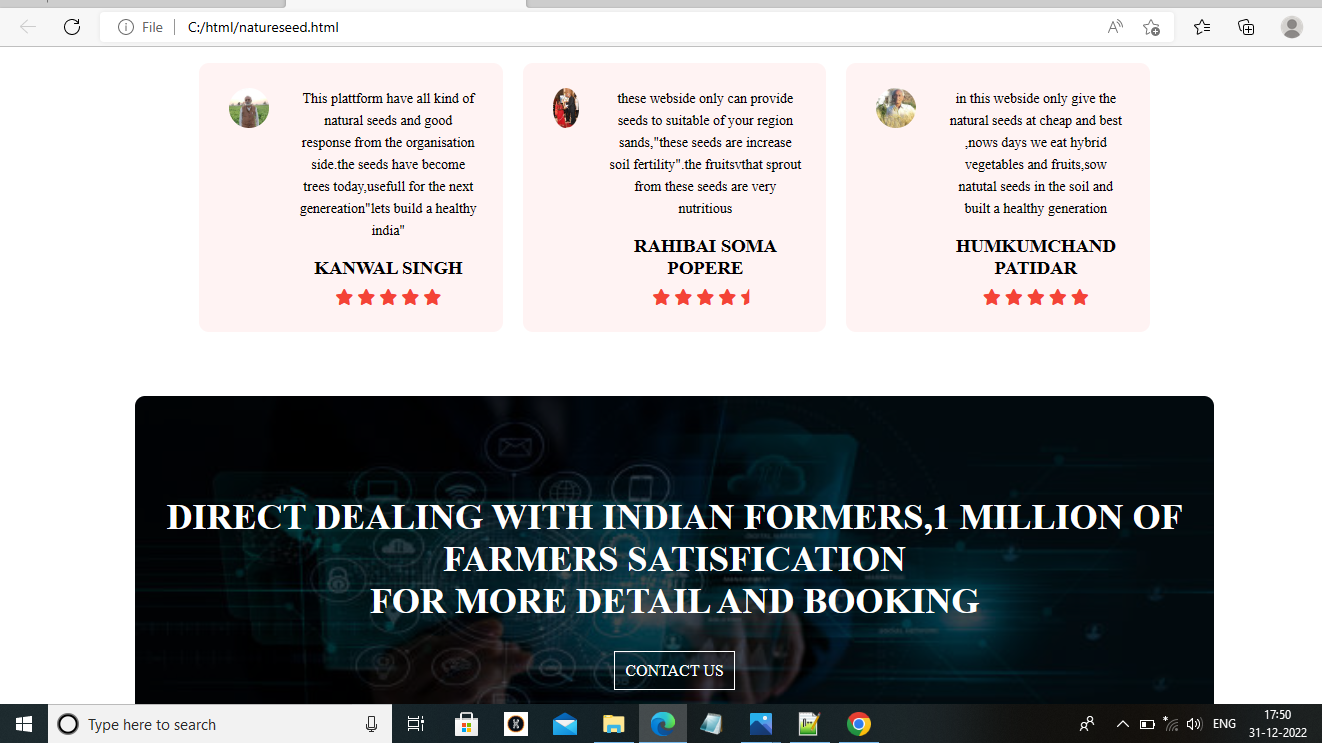 File
C:/html/natureseed.html
This plattform have all kind of
natural seeds and good
response from the organisation
side.the seeds have become
trees today,usefull for the next
genereation"lets build a healthy
india"
KANWAL SINGH
these webside only can provide
seeds to suitable of your region
sands,"these seeds are increase
soil fertility".the fruitsvthat sprout
from these seeds are very
nutritious
RAHIBAI SOMA
POPERE
in this webside only give the
natural seeds at cheap and best
,nows days we eat hybrid
vegetables and fruits,sow
natutal seeds in the soil and
built a healthy generation
HUMKUMCHAND
PATIDAR
DIRECT DEALING WITH INDIAN FORMERS,1 MILLION OF
FARMERS SATISFICATION
FOR MORE DETAIL AND BOOKING
CONTACT US
Type here to search
ENG
17:50
31-12-2022